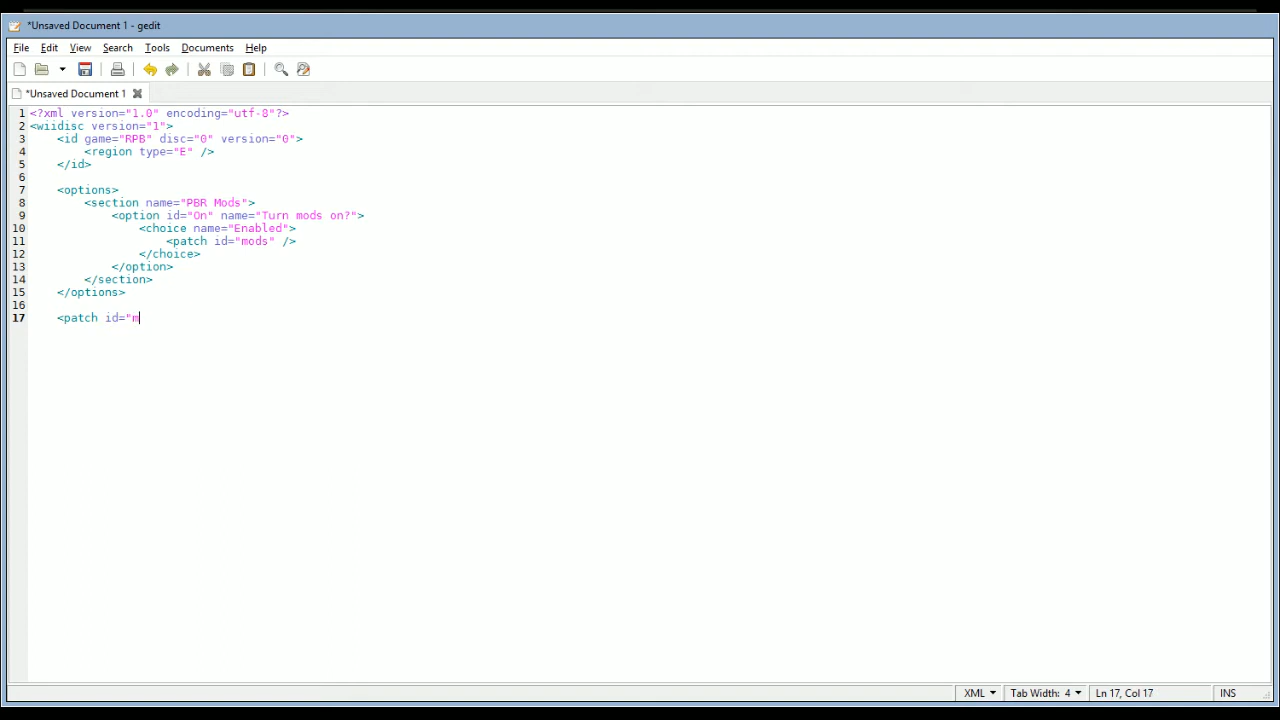 *Unsaved Document 1 - gedit
File Edit View Search Tools Documents Help
*Unsaved Document 1
1 <?xml version="1.0" encoding="utf-8"?>
2 <wiidisc version="1">
3     <id game="RPB" disc="0" version="0">
4         <region type="E" />
5     </id>
6
7     <options>
8         <section name="PBR Mods">
9             <option id="On" name="Turn mods on?">
10                 <choice name="Enabled">
11                     <patch id="mods" />
12                 </choice>
13             </option>
14         </section>
15     </options>
16
17     <patch id="m
XML Tab Width: 4 Ln 17, Col 17 INS